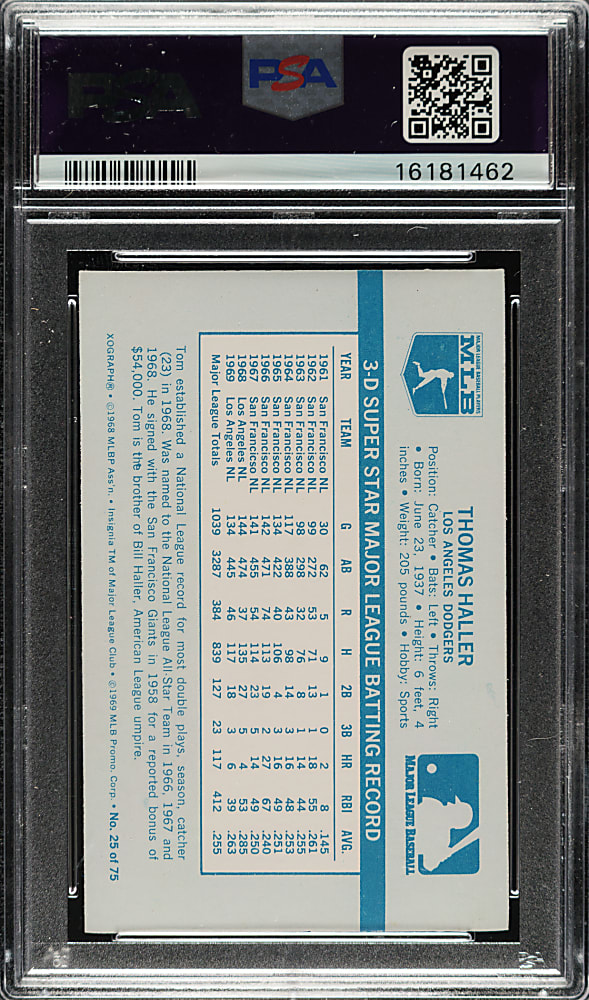 PSA
PSA
16181462
MLB
MAJOR LEAGUE BASEBALL PLAYERS
THOMAS HALLER
LOS ANGELES DODGERS
Position: Catcher • Bats: Left • Throws: Right
• Born: June 23, 1937 • Height: 6 feet, 4
inches • Weight: 205 pounds • Hobby: Sports
MAJOR LEAGUE BASEBALL
3-D SUPER STAR MAJOR LEAGUE BATTING RECORD
YEAR TEAM G AB R H 2B 3B HR RBI AVG.
1961 San Francisco NL 30 62 5 9 1 0 2 8 .145
1962 San Francisco NL 99 272 53 71 13 1 18 55 .261
1963 San Francisco NL 98 298 32 76 8 1 14 44 .255
1964 San Francisco NL 117 388 43 98 14 3 16 48 .253
1965 San Francisco NL 134 422 40 106 4 3 16 49 .251
1966 San Francisco NL 142 471 74 113 19 2 27 67 .240
1967 San Francisco NL 141 455 54 114 23 5 14 49 .250
1968 Los Angeles NL 144 474 37 135 27 5 4 53 .285
1969 Los Angeles NL 134 445 46 117 18 3 6 39 .263
Major League Totals 1039 3287 384 839 127 23 117 412 .255
Tom established a National League record for most double plays, season, catcher
(23) in 1968. Was named to the National League All-Star Team in 1966, 1967 and
1968. He signed with the San Francisco Giants in 1958 for a reported bonus of
$54,000. Tom is the brother of Bill Haller, American League umpire.
XOGRAPH® • ©1968 MLBP Ass'n. • Insignia TM of Major League Club • ©1969 MLB Promo. Corp. • No. 25 of 75